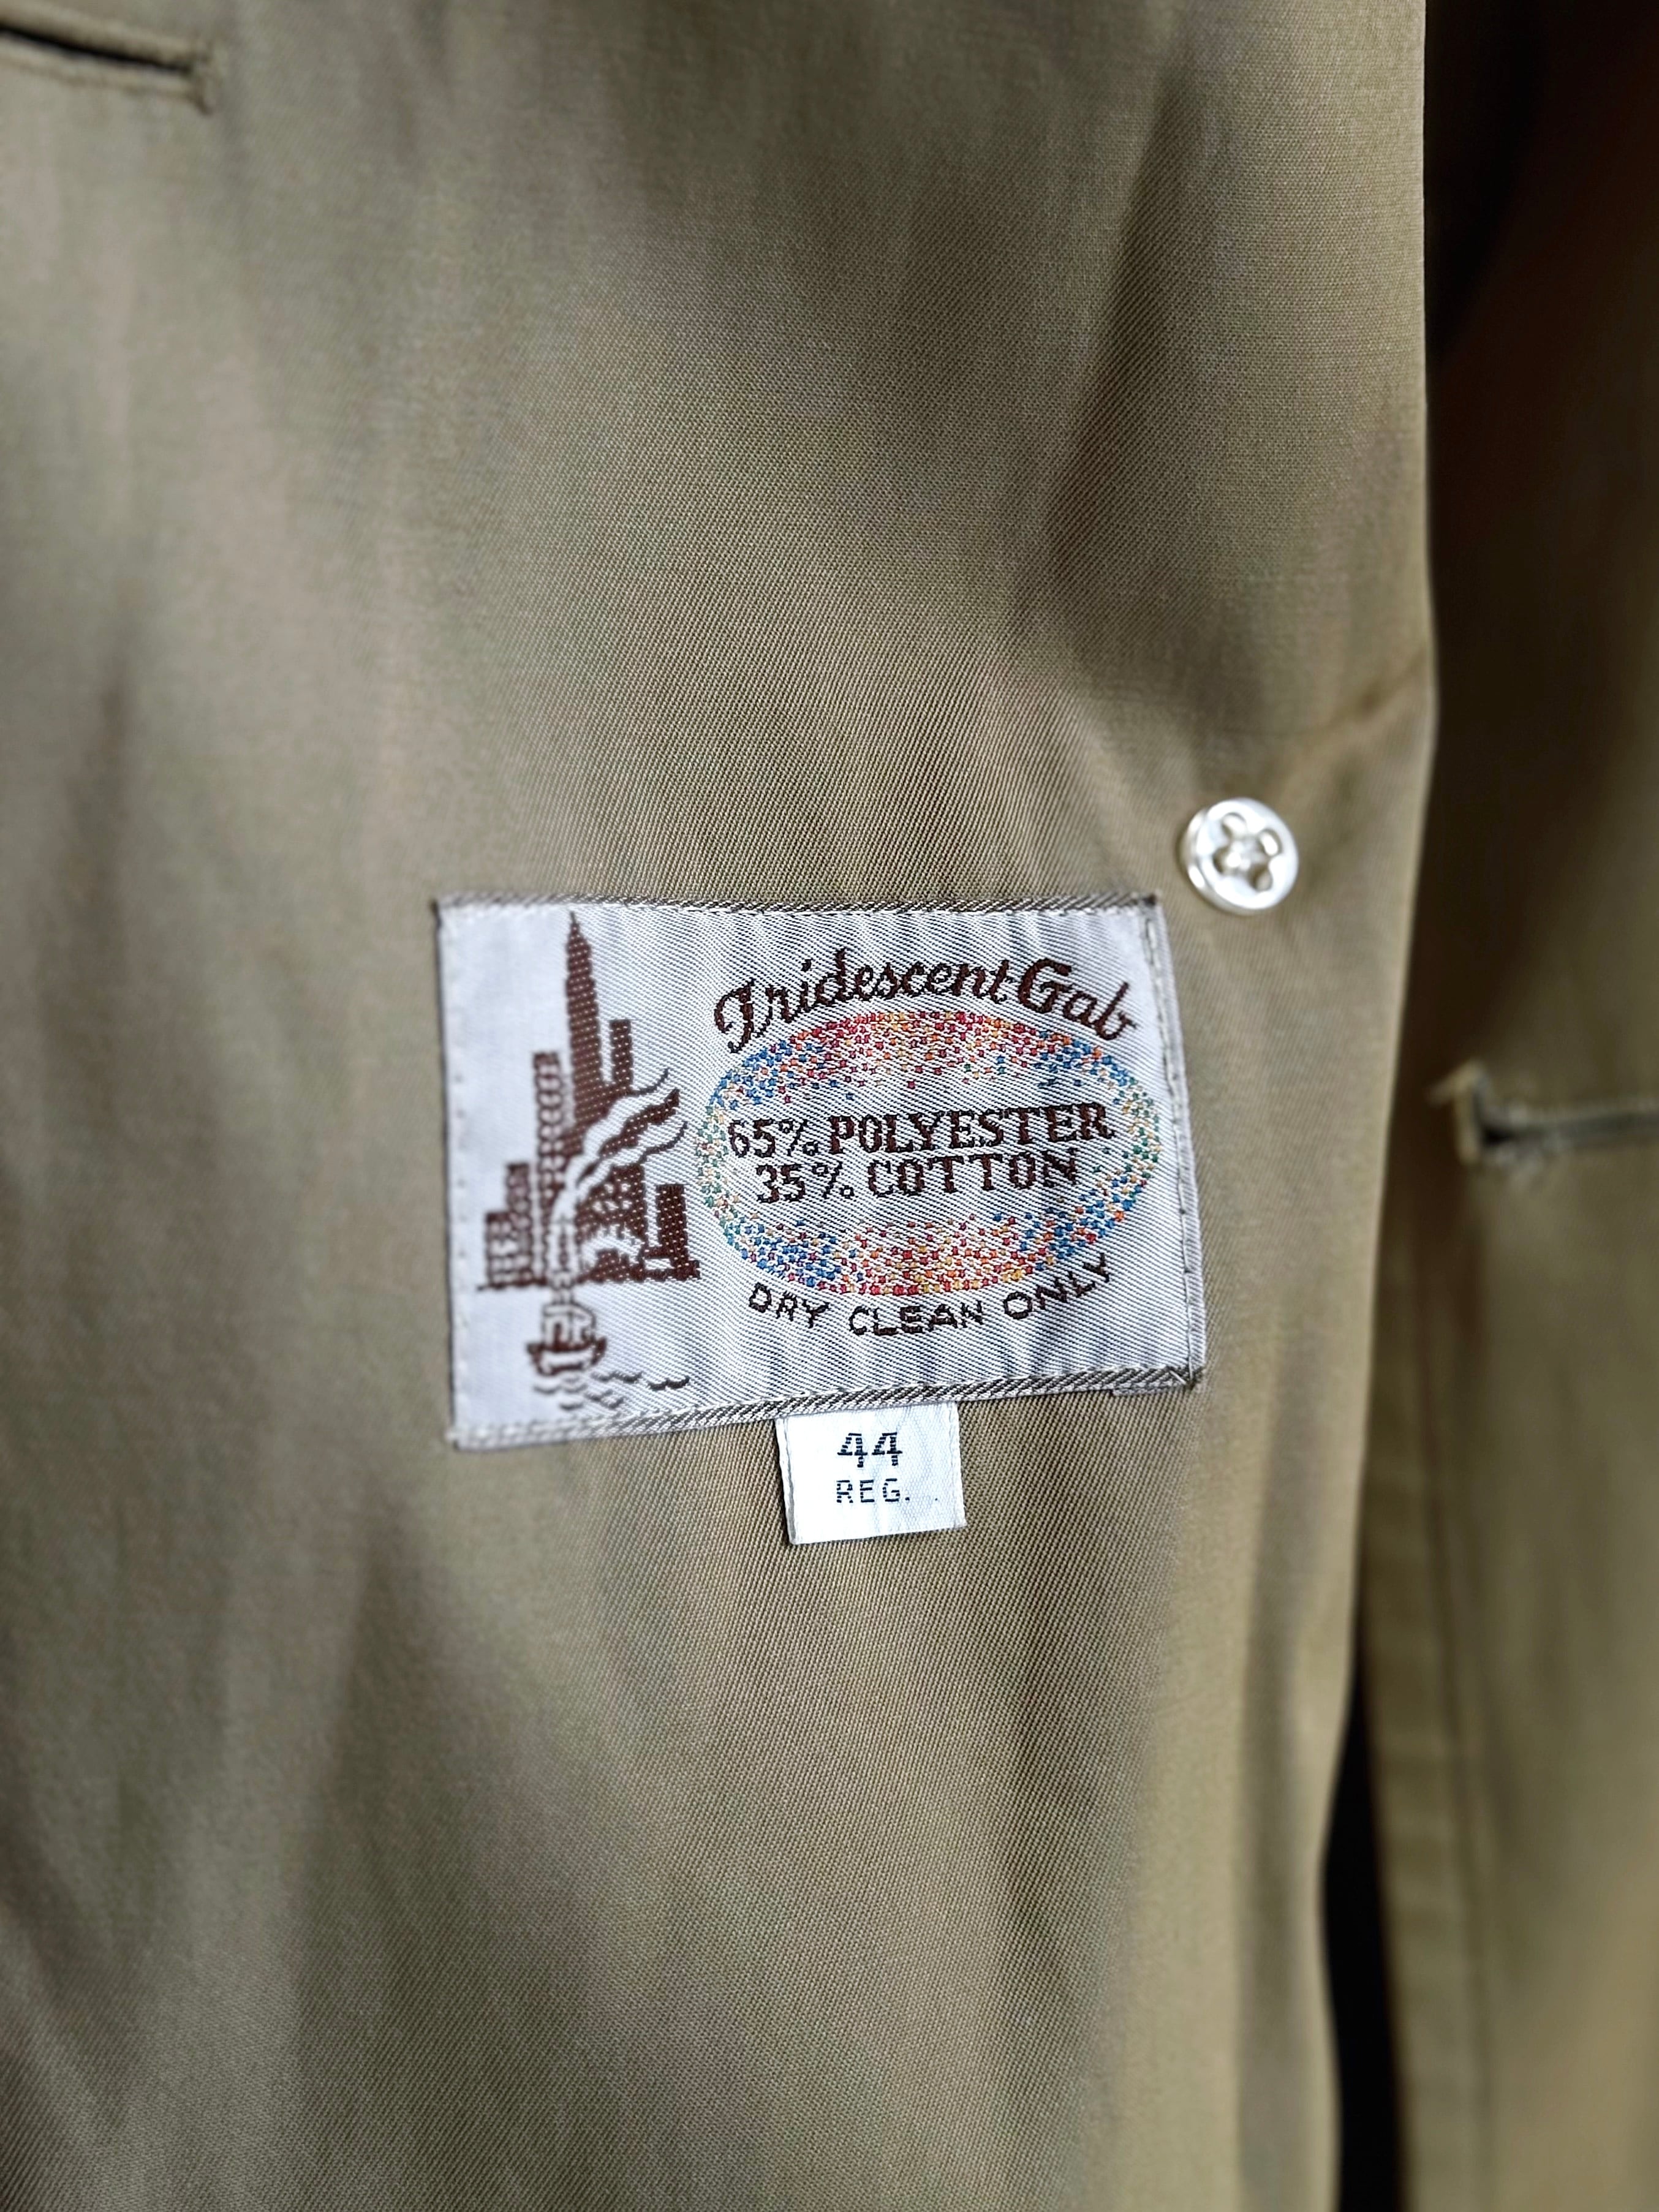 Iridescent Gab
65% POLYESTER
35% COTTON
DRY CLEAN ONLY
44
REG.